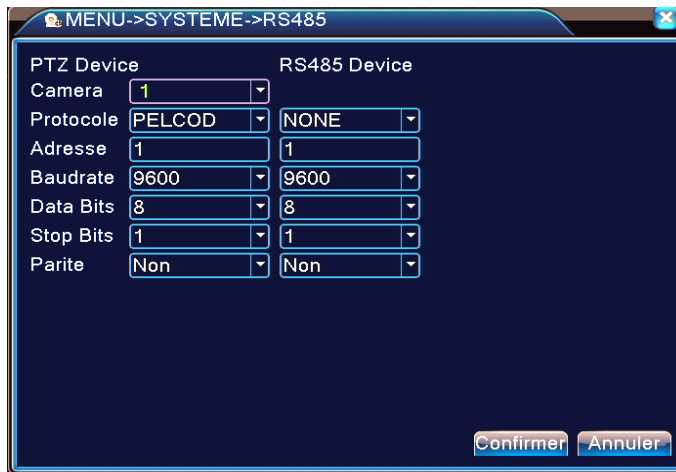 MENU->SYSTEME->RS485
PTZ Device RS485 Device
Camera 1
Protocole PELCOD NONE
Adresse 1 1
Baudrate 9600 9600
Data Bits 8 8
Stop Bits 1 1
Parite Non Non
Confirmer Annuler